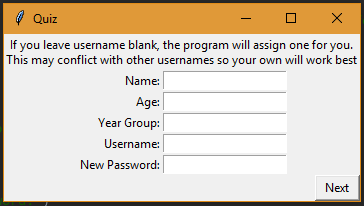 Quiz
If you leave username blank, the program will assign one for you.
This may conflict with other usernames so your own will work best
Name:
Age:
Year Group:
Username:
New Password:
Next